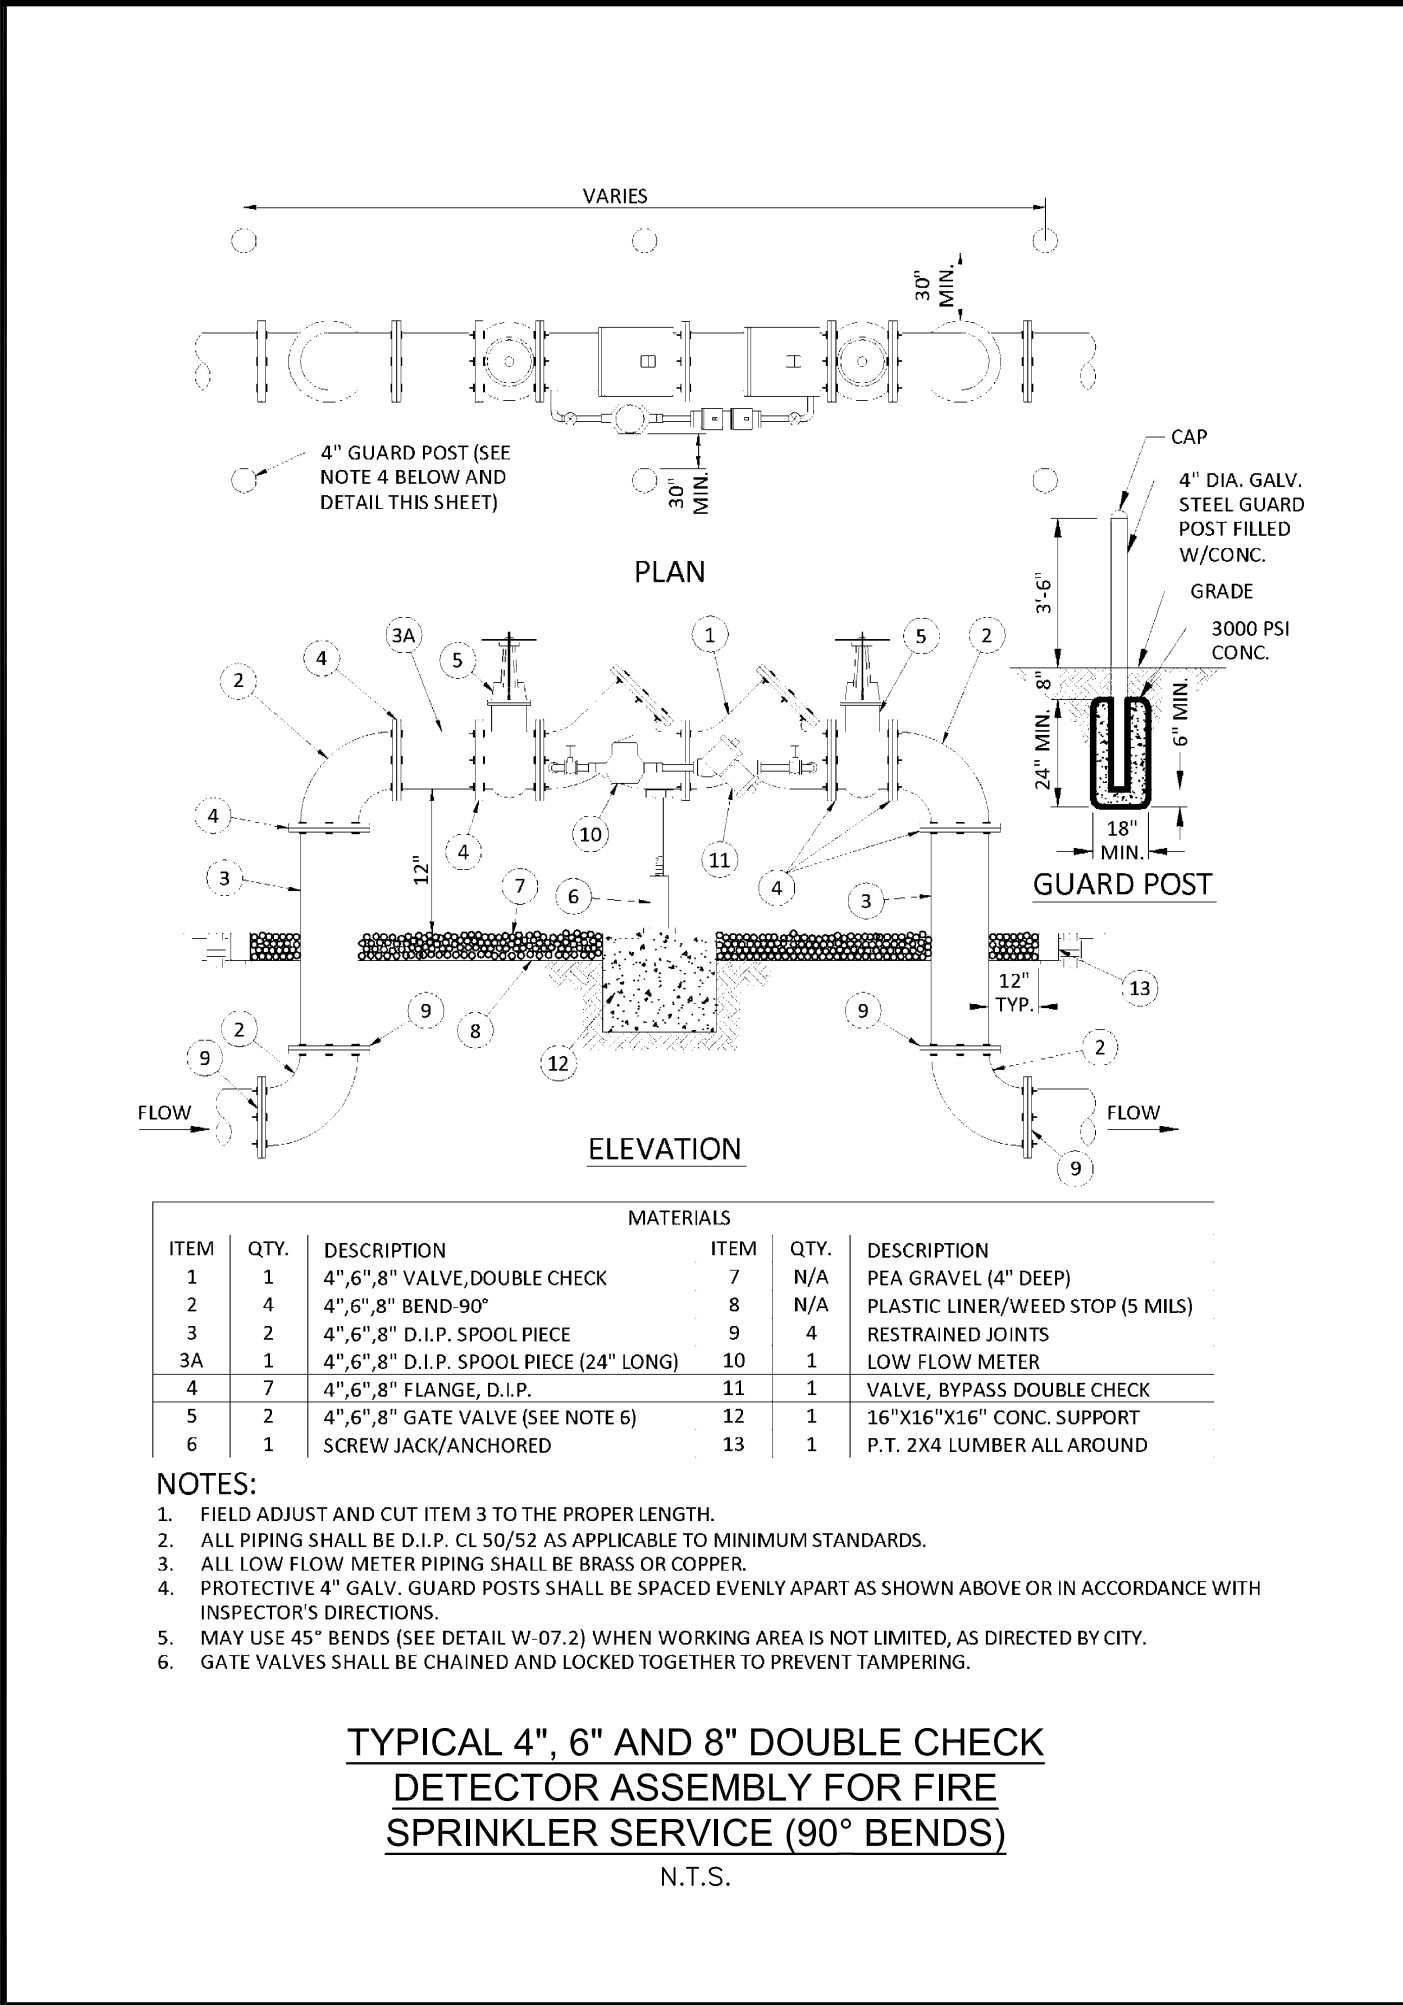 VARIES
30" MIN.
4" GUARD POST (SEE
NOTE 4 BELOW AND
DETAIL THIS SHEET)
30" MIN.
PLAN
CAP
4" DIA. GALV.
STEEL GUARD
POST FILLED
W/CONC.
GRADE
3000 PSI
CONC.
3'-6"
8"
24" MIN.
6" MIN.
18"
MIN.
GUARD POST
3A
1
5
2
4
5
2
4
10
11
4
4
12"
3
7
6
3
12"
TYP.
13
9
9
2
8
2
9
12
FLOW
FLOW
9
ELEVATION
MATERIALS
ITEM QTY. DESCRIPTION ITEM QTY. DESCRIPTION
1 1 4",6",8" VALVE,DOUBLE CHECK 7 N/A PEA GRAVEL (4" DEEP)
2 4 4",6",8" BEND-90° 8 N/A PLASTIC LINER/WEED STOP (5 MILS)
3 2 4",6",8" D.I.P. SPOOL PIECE 9 4 RESTRAINED JOINTS
3A 1 4",6",8" D.I.P. SPOOL PIECE (24" LONG) 10 1 LOW FLOW METER
4 7 4",6",8" FLANGE, D.I.P. 11 1 VALVE, BYPASS DOUBLE CHECK
5 2 4",6",8" GATE VALVE (SEE NOTE 6) 12 1 16"X16"X16" CONC. SUPPORT
6 1 SCREW JACK/ANCHORED 13 1 P.T. 2X4 LUMBER ALL AROUND
NOTES:
1. FIELD ADJUST AND CUT ITEM 3 TO THE PROPER LENGTH.
2. ALL PIPING SHALL BE D.I.P. CL 50/52 AS APPLICABLE TO MINIMUM STANDARDS.
3. ALL LOW FLOW METER PIPING SHALL BE BRASS OR COPPER.
4. PROTECTIVE 4" GALV. GUARD POSTS SHALL BE SPACED EVENLY APART AS SHOWN ABOVE OR IN ACCORDANCE WITH
INSPECTOR'S DIRECTIONS.
5. MAY USE 45° BENDS (SEE DETAIL W-07.2) WHEN WORKING AREA IS NOT LIMITED, AS DIRECTED BY CITY.
6. GATE VALVES SHALL BE CHAINED AND LOCKED TOGETHER TO PREVENT TAMPERING.
TYPICAL 4", 6" AND 8" DOUBLE CHECK
DETECTOR ASSEMBLY FOR FIRE
SPRINKLER SERVICE (90° BENDS)
N.T.S.